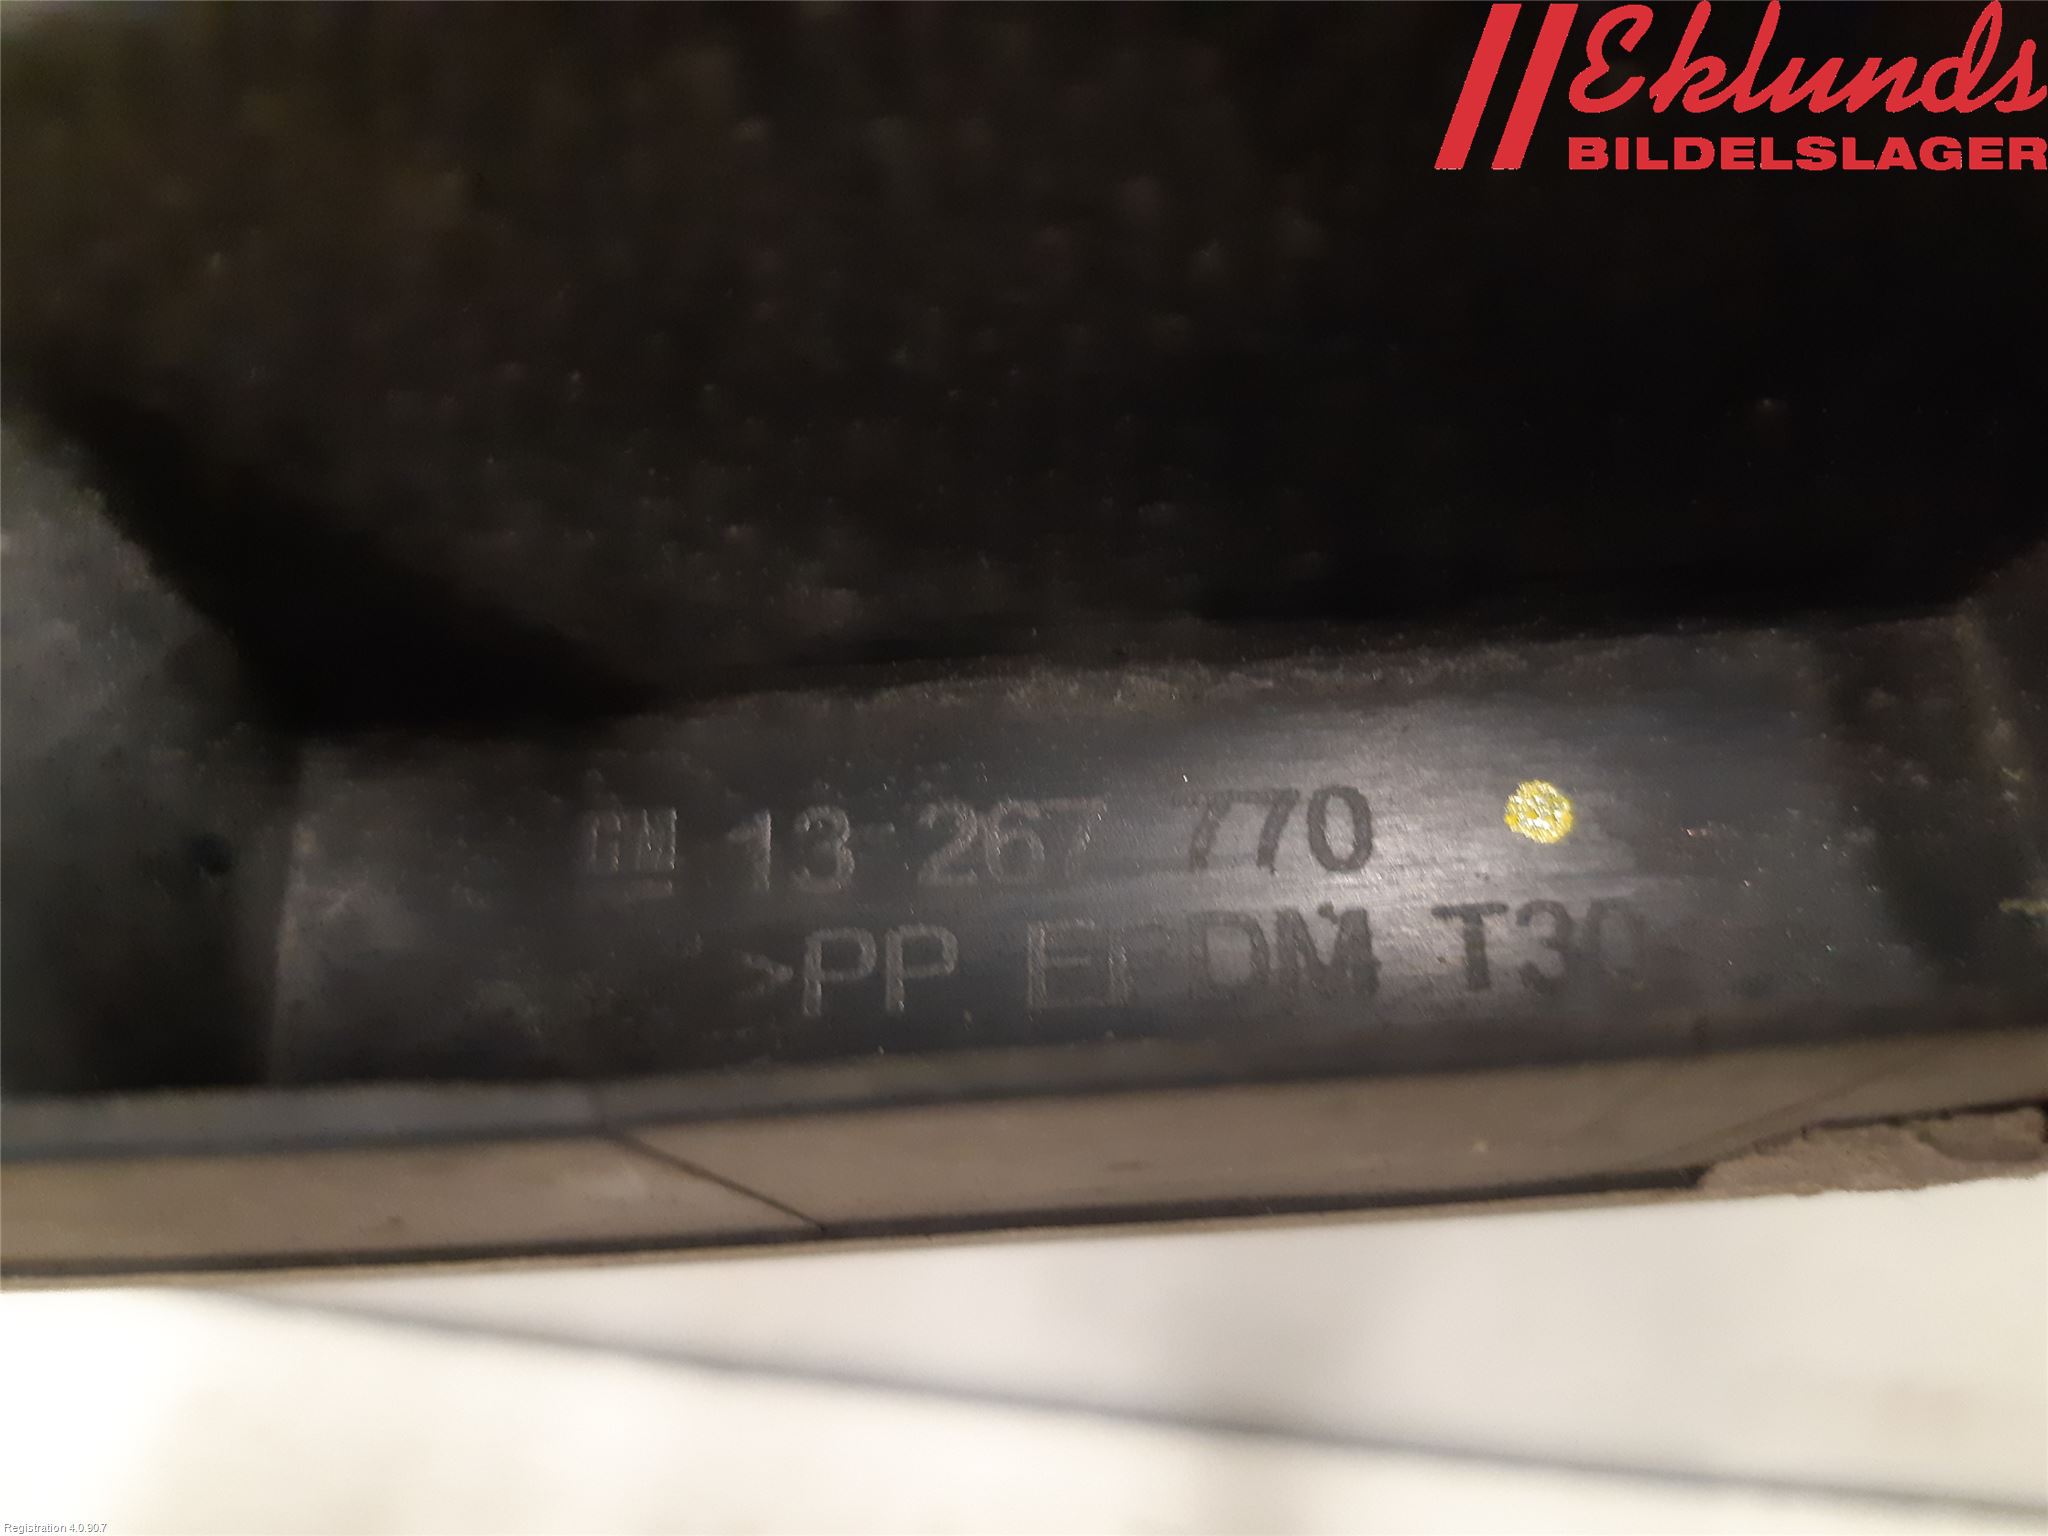 Eklunds
BILDELSLAGER
GM 13 267 770
>PP EPDM T30
Registration 4.0.90.7